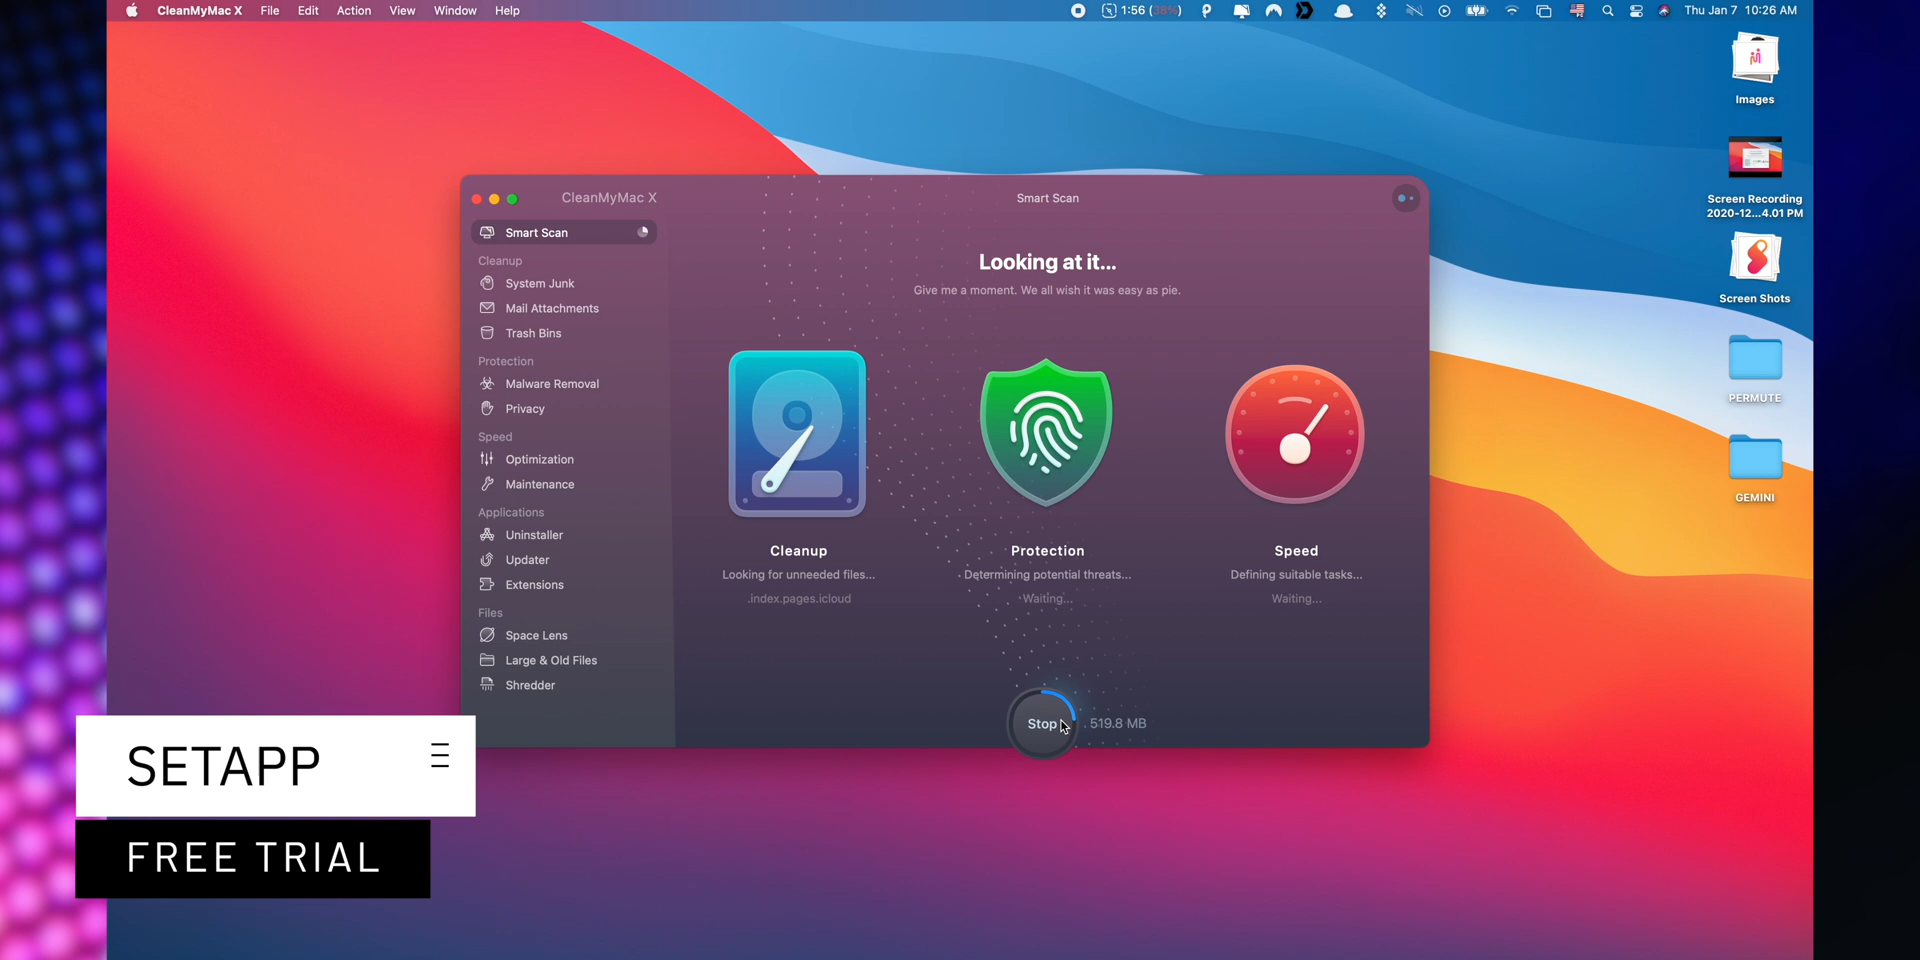 CleanMyMac X File Edit Action View Window Help 1:56 (38%) Thu Jan 7 10:26 AM
Images
Screen Recording
2020-12...4.01 PM
Screen Shots
PERMUTE
GEMINI
CleanMyMac X
Smart Scan
Smart Scan
Cleanup
System Junk
Mail Attachments
Trash Bins
Protection
Malware Removal
Privacy
Speed
Optimization
Maintenance
Applications
Uninstaller
Updater
Extensions
Files
Space Lens
Large & Old Files
Shredder
Looking at it...
Give me a moment. We all wish it was easy as pie.
Cleanup
Looking for unneeded files...
.index.pages.icloud
Protection
Determining potential threats...
Waiting...
Speed
Defining suitable tasks...
Waiting...
Stop 519.8 MB
SETAPP
FREE TRIAL